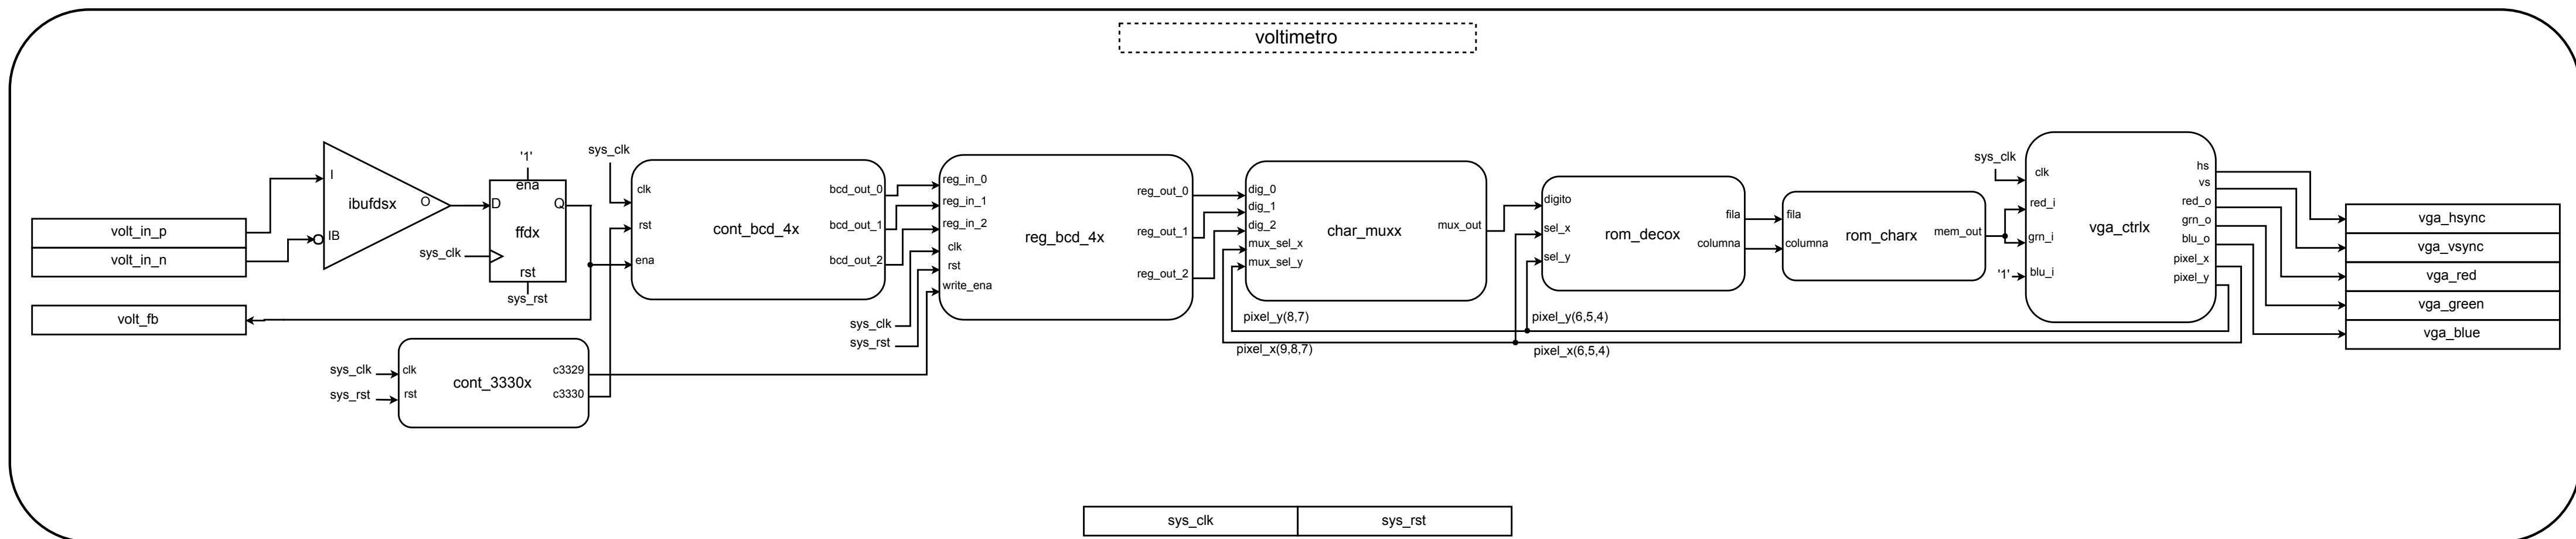 voltimetro
volt_in_p
volt_in_n
volt_fb
I
IB
ibufdsx
O
'1'
ena
D
Q
ffdx
sys_clk
rst
sys_rst
sys_clk
clk
rst
ena
cont_bcd_4x
bcd_out_0
bcd_out_1
bcd_out_2
sys_clk
sys_rst
clk
rst
cont_3330x
c3329
c3330
reg_in_0
reg_in_1
reg_in_2
clk
rst
write_ena
sys_clk
sys_rst
reg_bcd_4x
reg_out_0
reg_out_1
reg_out_2
dig_0
dig_1
dig_2
mux_sel_x
mux_sel_y
char_muxx
mux_out
pixel_y(8,7)
pixel_x(9,8,7)
digito
sel_x
sel_y
rom_decox
fila
columna
pixel_y(6,5,4)
pixel_x(6,5,4)
fila
columna
rom_charx
mem_out
sys_clk
'1'
clk
red_i
grn_i
blu_i
vga_ctrlx
hs
vs
red_o
grn_o
blu_o
pixel_x
pixel_y
vga_hsync
vga_vsync
vga_red
vga_green
vga_blue
sys_clk
sys_rst